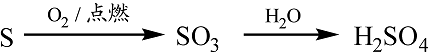 S O₂ / 点燃 → SO₃ H₂O → H₂SO₄